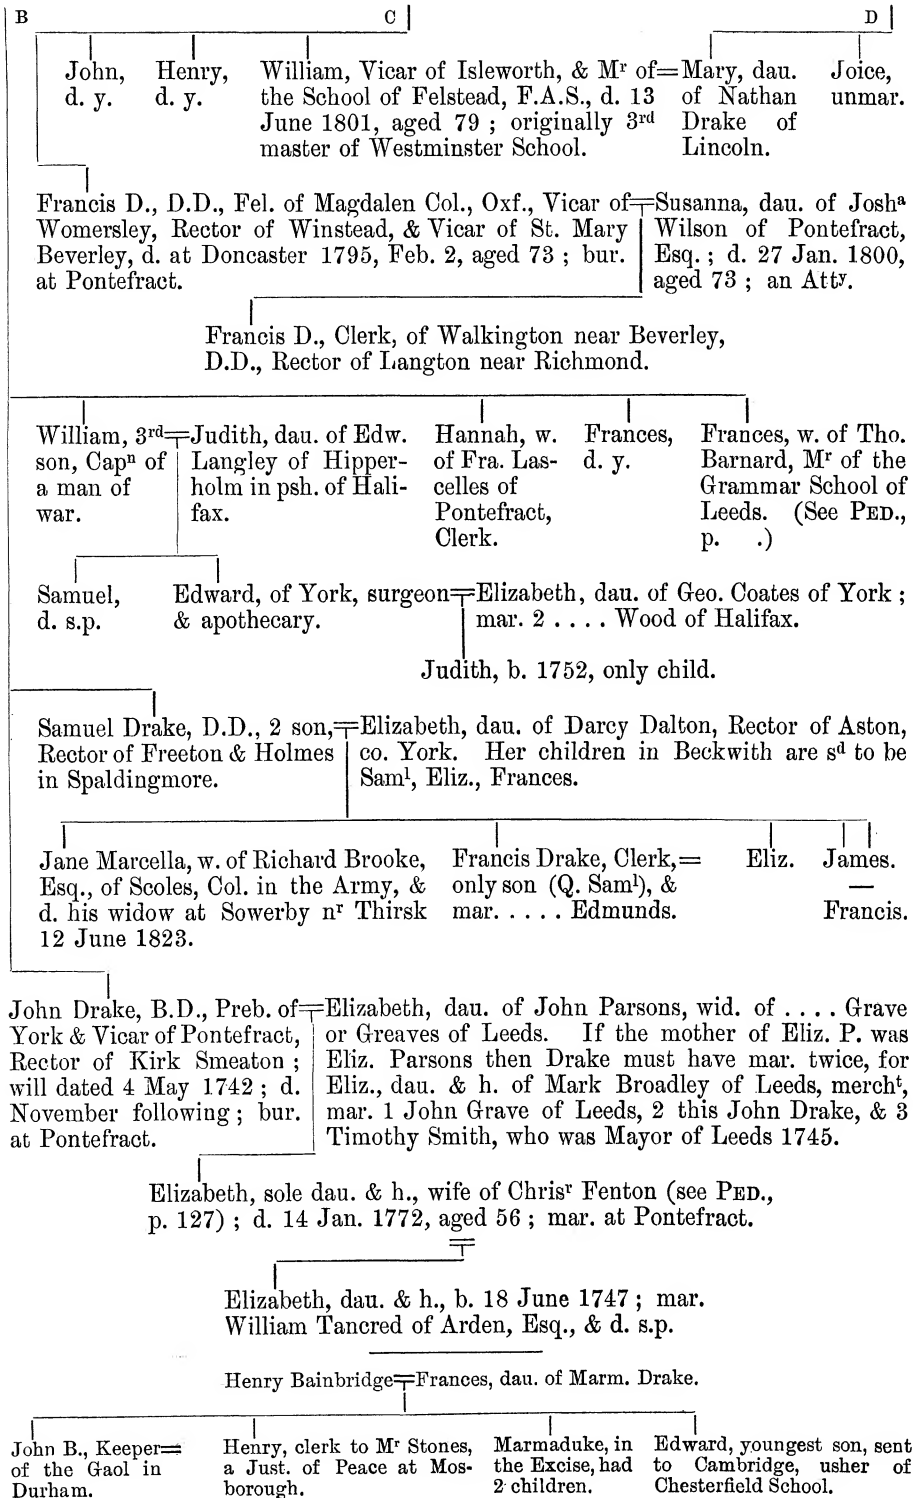 B C D
John,
d. y.
Henry,
d. y.
William, Vicar of Isleworth, & Mr of=
the School of Felstead, F.A.S., d. 13
June 1801, aged 79 ; originally 3rd
master of Westminster School.
Mary, dau.
of Nathan
Drake of
Lincoln.
Joice,
unmar.
Francis D., D.D., Fel. of Magdalen Col., Oxf., Vicar of=
Womersley, Rector of Winstead, & Vicar of St. Mary
Beverley, d. at Doncaster 1795, Feb. 2, aged 73 ; bur.
at Pontefract.
Susanna, dau. of Josha
Wilson of Pontefract,
Esq. ; d. 27 Jan. 1800,
aged 73 ; an Atty.
Francis D., Clerk, of Walkington near Beverley,
D.D., Rector of Langton near Richmond.
William, 3rd=
son, Capn of
a man of
war.
Judith, dau. of Edw.
Langley of Hipper-
holm in psh. of Hali-
fax.
Hannah, w.
of Fra. Las-
celles of
Pontefract,
Clerk.
Frances,
d. y.
Frances, w. of Tho.
Barnard, Mr of the
Grammar School of
Leeds. (See PED.,
p. .)
Samuel,
d. s.p.
Edward, of York, surgeon=
& apothecary.
Elizabeth, dau. of Geo. Coates of York ;
mar. 2 . . . . Wood of Halifax.
Judith, b. 1752, only child.
Samuel Drake, D.D., 2 son,=
Rector of Freeton & Holmes
in Spaldingmore.
Elizabeth, dau. of Darcy Dalton, Rector of Aston,
co. York. Her children in Beckwith are sd to be
Saml, Eliz., Frances.
Jane Marcella, w. of Richard Brooke,
Esq., of Scoles, Col. in the Army, &
d. his widow at Sowerby nr Thirsk
12 June 1823.
Francis Drake, Clerk,=
only son (Q. Saml), &
mar. . . . . . Edmunds.
Eliz.
James.
—
Francis.
John Drake, B.D., Preb. of=
York & Vicar of Pontefract,
Rector of Kirk Smeaton ;
will dated 4 May 1742 ; d.
November following ; bur.
at Pontefract.
Elizabeth, dau. of John Parsons, wid. of . . . . Grave
or Greaves of Leeds. If the mother of Eliz. P. was
Eliz. Parsons then Drake must have mar. twice, for
Eliz., dau. & h. of Mark Broadley of Leeds, mercht,
mar. 1 John Grave of Leeds, 2 this John Drake, & 3
Timothy Smith, who was Mayor of Leeds 1745.
Elizabeth, sole dau. & h., wife of Chrisr Fenton (see PED.,
p. 127) ; d. 14 Jan. 1772, aged 56 ; mar. at Pontefract.
=
Elizabeth, dau. & h., b. 18 June 1747 ; mar.
William Tancred of Arden, Esq., & d. s.p.
Henry Bainbridge=Frances, dau. of Marm. Drake.
John B., Keeper=
of the Gaol in
Durham.
Henry, clerk to Mr Stones,
a Just. of Peace at Mos-
borough.
Marmaduke, in
the Excise, had
2 children.
Edward, youngest son, sent
to Cambridge, usher of
Chesterfield School.